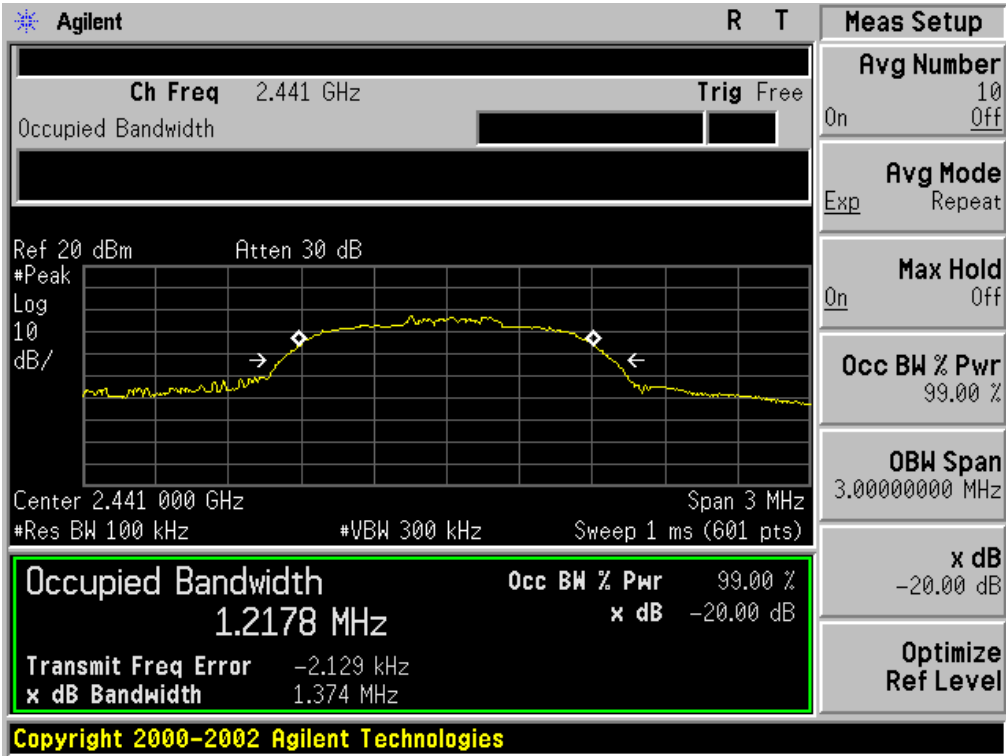 Agilent R T
Meas Setup
Ch Freq 2.441 GHz Trig Free
Occupied Bandwidth
Ref 20 dBm Atten 30 dB
#Peak
Log
10
dB/
Center 2.441 000 GHz Span 3 MHz
#Res BW 100 kHz #VBW 300 kHz Sweep 1 ms (601 pts)
Occupied Bandwidth
1.2178 MHz
Occ BW % Pwr 99.00 %
x dB -20.00 dB
Transmit Freq Error -2.129 kHz
x dB Bandwidth 1.374 MHz
Avg Number
10
On Off
Avg Mode
Exp Repeat
Max Hold
On Off
Occ BW % Pwr
99.00 %
OBW Span
3.00000000 MHz
x dB
-20.00 dB
Optimize
Ref Level
Copyright 2000-2002 Agilent Technologies